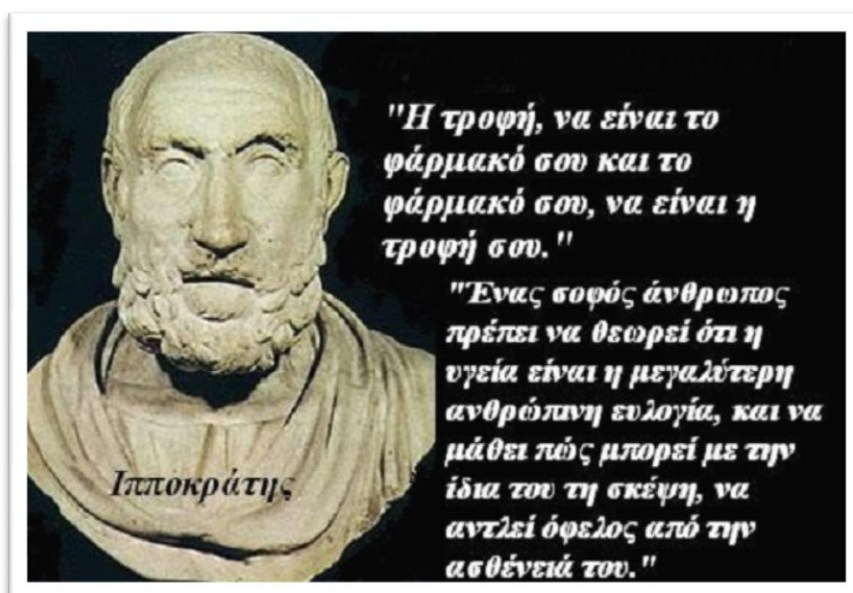 "Η τροφή, να είναι το
φάρμακό σου και το
φάρμακό σου, να είναι η
τροφή σου."
"Ένας σοφός άνθρωπος
πρέπει να θεωρεί ότι η
υγεία είναι η μεγαλύτερη
ανθρώπινη ευλογία, και να
μάθει πώς μπορεί με την
ίδια του τη σκέψη, να
αντλεί όφελος από την
ασθένειά του."
Ιπποκράτης